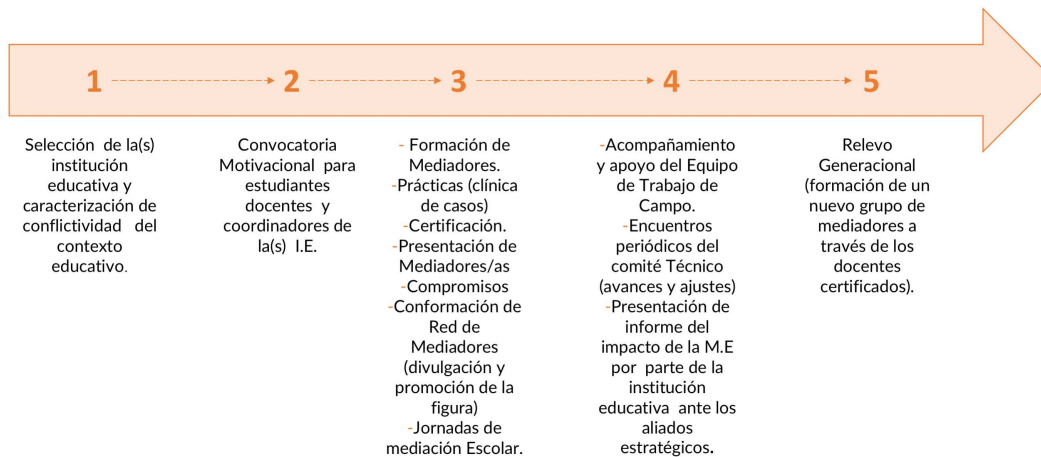 1
2
3
4
5
Selección de la(s)
institución
educativa y
caracterización de
conflictividad del
contexto
educativo.
Convocatoria
Motivacional para
estudiantes
docentes y
coordinadores de
la(s) I.E.
- Formación de
Mediadores.
-Prácticas (clínica
de casos)
-Certificación.
-Presentación de
Mediadores/as
-Compromisos
-Conformación de
Red de
Mediadores
(divulgación y
promoción de la
figura)
-Jornadas de
mediación Escolar.
-Acompañamiento
y apoyo del Equipo
de Trabajo de
Campo.
-Encuentros
periódicos del
comité Técnico
(avances y ajustes)
-Presentación de
informe del
impacto de la M.E
por parte de la
institución
educativa ante los
aliados
estratégicos.
Relevo
Generacional
(formación de un
nuevo grupo de
mediadores a
través de los
docentes
certificados).